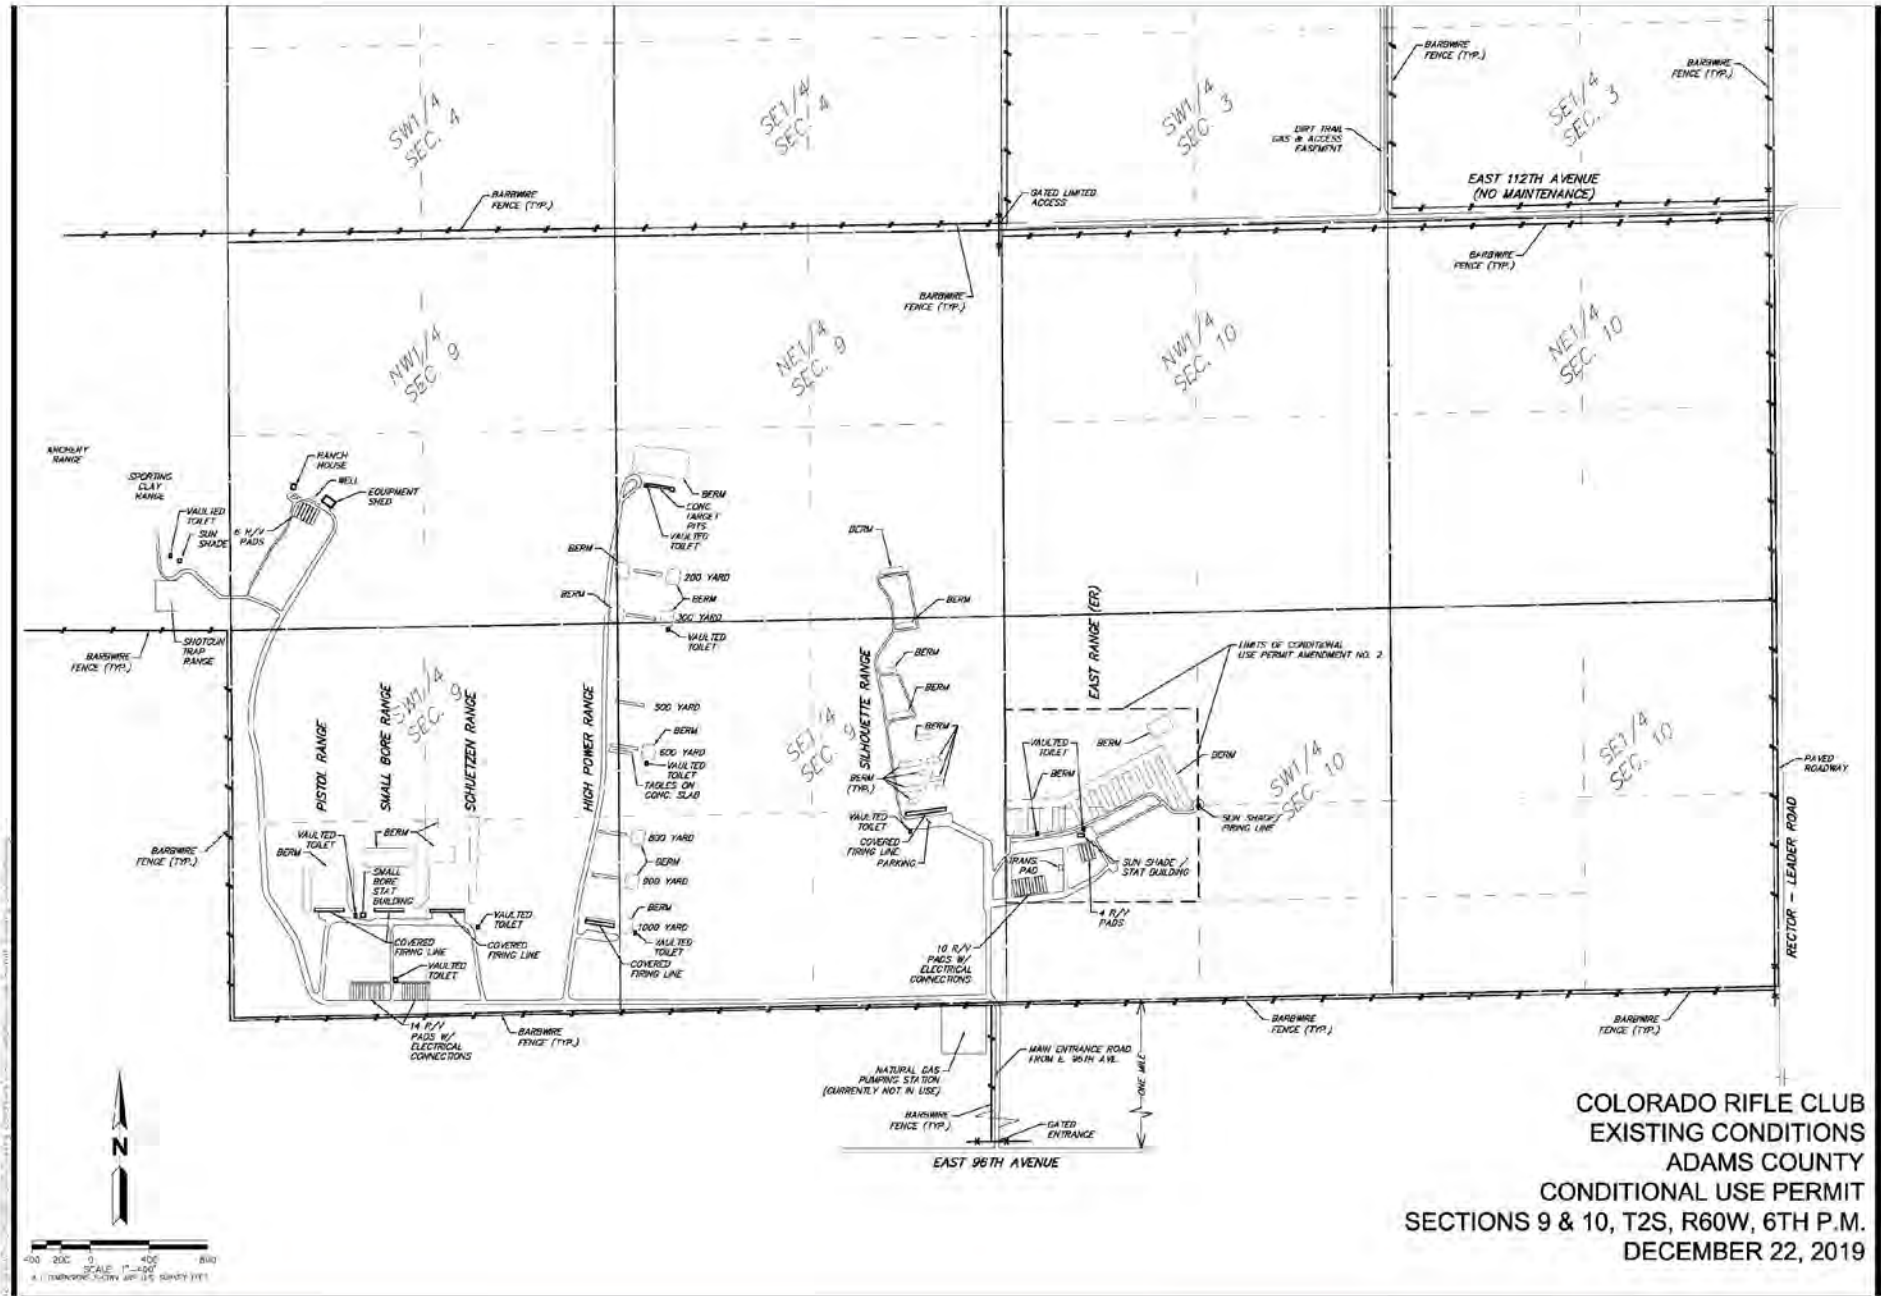 BARBWIRE
FENCE (TYP.)
BARBWIRE
FENCE (TYP.)
SW1/4
SEC. 4
SE1/4
SEC. 4
SW1/4
SEC. 3
SE1/4
SEC. 3
DIRT TRAIL
GAS & ACCESS
EASEMENT
BARBWIRE
FENCE (TYP.)
GATED LIMITED
ACCESS
EAST 112TH AVENUE
(NO MAINTENANCE)
BARBWIRE
FENCE (TYP.)
BARBWIRE
FENCE (TYP.)
NW1/4
SEC. 9
NE1/4
SEC. 9
NW1/4
SEC. 10
NE1/4
SEC. 10
ARCHERY
RANGE
SPORTING
CLAY
RANGE
RANCH
HOUSE
WELL
EQUIPMENT
SHED
VAULTED
TOILET
SUN
SHADE
6 R/V
PADS
BERM
CONC.
TARGET
PITS
VAULTED
TOILET
BERM
BERM
200 YARD
BERM
BERM
BERM
300 YARD
VAULTED
TOILET
SHOTGUN
TRAP
RANGE
BARBWIRE
FENCE (TYP.)
EAST RANGE (ER)
LIMITS OF CONDITIONAL
USE PERMIT AMENDMENT NO. 2
PISTOL RANGE
SMALL BORE RANGE
SW1/4
SEC. 9
SCHUETZEN RANGE
HIGH POWER RANGE
500 YARD
BERM
600 YARD
VAULTED
TOILET
TABLES ON
CONC. SLAB
SE1/4
SEC. 9
SILHOUETTE RANGE
BERM
BERM
BERM
BERM
(TYP.)
VAULTED
TOILET
BERM
BERM
BERM
SW1/4
SEC. 10
SE1/4
SEC. 10
PAVED
ROADWAY
RECTOR - LEADER ROAD
SUN SHADE/
FIRING LINE
BARBWIRE
FENCE (TYP.)
VAULTED
TOILET
BERM
BERM
SMALL
BORE
STAT
BUILDING
800 YARD
BERM
900 YARD
BERM
1000 YARD
VAULTED
TOILET
COVERED
FIRING LINE
VAULTED
TOILET
COVERED
FIRING LINE
PARKING
TRANS.
PAD
SUN SHADE /
STAT BUILDING
4 R/V
PADS
10 R/V
PADS W/
ELECTRICAL
CONNECTIONS
VAULTED
TOILET
COVERED
FIRING LINE
COVERED
FIRING LINE
VAULTED
TOILET
14 R/V
PADS W/
ELECTRICAL
CONNECTIONS
BARBWIRE
FENCE (TYP.)
BARBWIRE
FENCE (TYP.)
BARBWIRE
FENCE (TYP.)
NATURAL GAS
PUMPING STATION
(CURRENTLY NOT IN USE)
MAIN ENTRANCE ROAD
FROM E. 96TH AVE.
ONE MILE
BARBWIRE
FENCE (TYP.)
GATED
ENTRANCE
EAST 96TH AVENUE
N
400 200 0 400 800
SCALE: 1"=400'
COLORADO RIFLE CLUB
EXISTING CONDITIONS
ADAMS COUNTY
CONDITIONAL USE PERMIT
SECTIONS 9 & 10, T2S, R60W, 6TH P.M.
DECEMBER 22, 2019